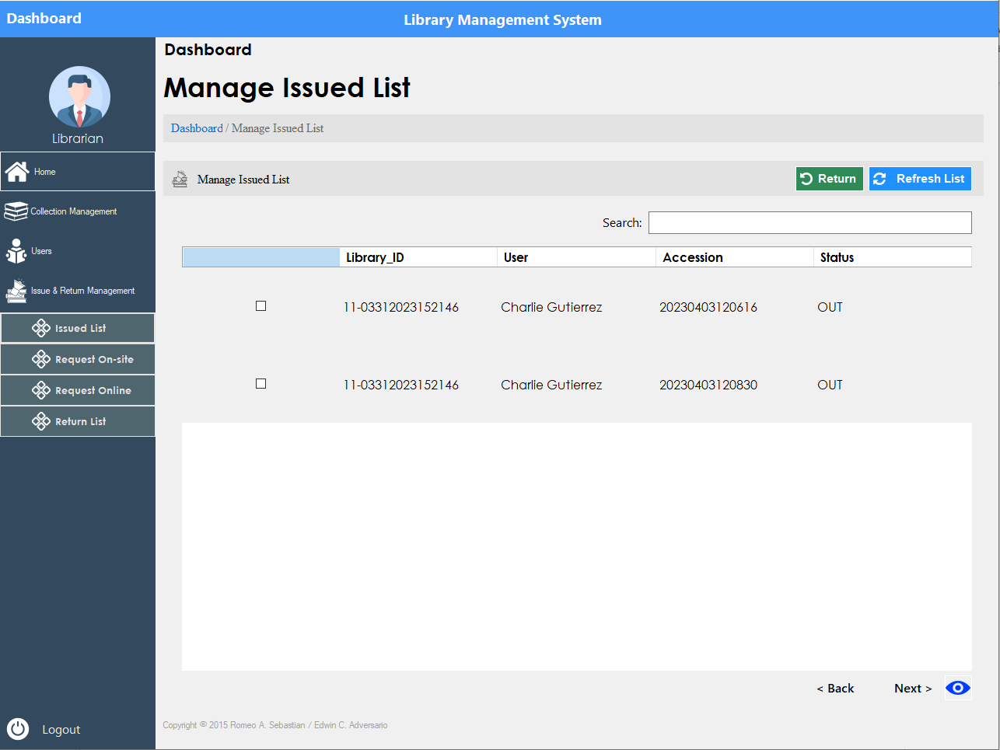 Dashboard
Library Management System
Dashboard
Manage Issued List
Dashboard / Manage Issued List
Librarian
Home
Collection Management
Users
Issue & Return Management
Issued List
Request On-site
Request Online
Return List
Logout
Manage Issued List
Return
Refresh List
Search:
Library_ID User Accession Status
11-03312023152146 Charlie Gutierrez 20230403120616 OUT
11-03312023152146 Charlie Gutierrez 20230403120830 OUT
< Back Next >
Copyright © 2015 Romeo A. Sebastian / Edwin C. Adversario